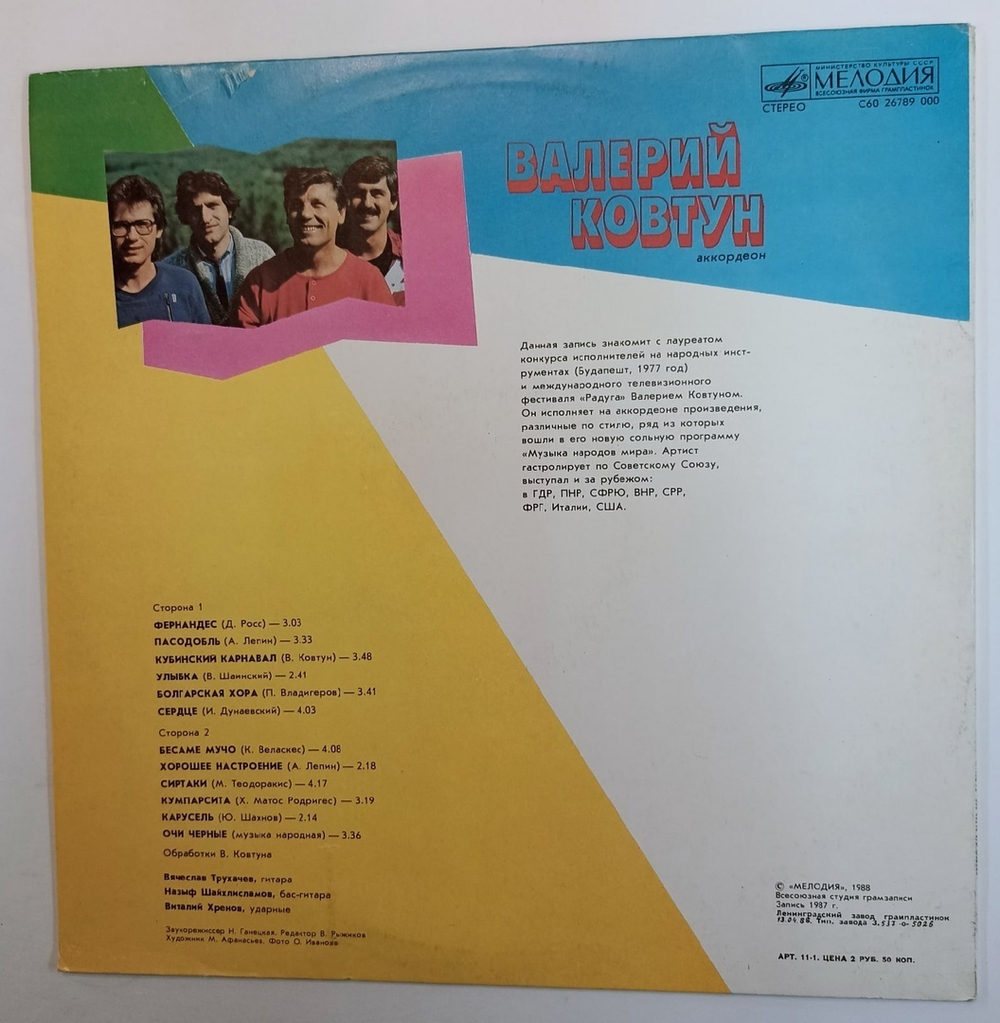 МИНИСТЕРСТВО КУЛЬТУРЫ СССР
МЕЛОДИЯ
ВСЕСОЮЗНАЯ ФИРМА ГРАМПЛАСТИНОК
СТЕРЕО С60 26789 000
ВАЛЕРИЙ
КОВТУН
аккордеон
Данная запись знакомит с лауреатом
конкурса исполнителей на народных инст-
рументах (Будапешт, 1977 год)
и международного телевизионного
фестиваля «Радуга» Валерием Ковтуном.
Он исполняет на аккордеоне произведения,
различные по стилю, ряд из которых
вошли в его новую сольную программу
«Музыка народов мира». Артист
гастролирует по Советскому Союзу,
выступал и за рубежом:
в ГДР, ПНР, СФРЮ, ВНР, СРР,
ФРГ, Италии, США.
Сторона 1
ФЕРНАНДЕС (Д. Росс) — 3.03
ПАСОДОБЛЬ (А. Лепин) — 3.33
КУБИНСКИЙ КАРНАВАЛ (В. Ковтун) — 3.48
УЛЫБКА (В. Шаинский) — 2.41
БОЛГАРСКАЯ ХОРА (П. Владигеров) — 3.41
СЕРДЦЕ (И. Дунаевский) — 4.03
Сторона 2
БЕСАМЕ МУЧО (К. Веласкес) — 4.08
ХОРОШЕЕ НАСТРОЕНИЕ (А. Лепин) — 2.18
СИРТАКИ (М. Теодоракис) — 4.17
КУМПАРСИТА (Х. Матос Родригес) — 3.19
КАРУСЕЛЬ (Ю. Шахнов) — 2.14
ОЧИ ЧЕРНЫЕ (музыка народная) — 3.36
Обработки В. Ковтуна
Вячеслав Трухачев, гитара
Назыф Шайхлисламов, бас-гитара
Виталий Хренов, ударные
Звукорежиссер Н. Ганецкая. Редактор В. Рыжиков
Художник М. Афанасьев. Фото О. Иванова
© «МЕЛОДИЯ», 1988
Всесоюзная студия грамзаписи
Запись 1987 г.
Ленинградский завод грампластинок
Тип. завода
АРТ. 11-1. ЦЕНА 2 РУБ. 50 КОП.